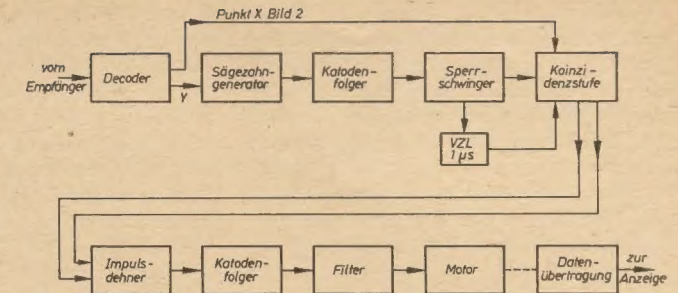 Punkt X Bild 2
vom
Empfänger
Decoder
Y
Sägezahn-
generator
Katoden-
folger
Sperr-
schwinger
Koinzi-
denzstufe
VZL
1 µs
Impuls-
dehner
Katoden-
folger
Filter
Motor
Daten-
übertragung
zur
Anzeige